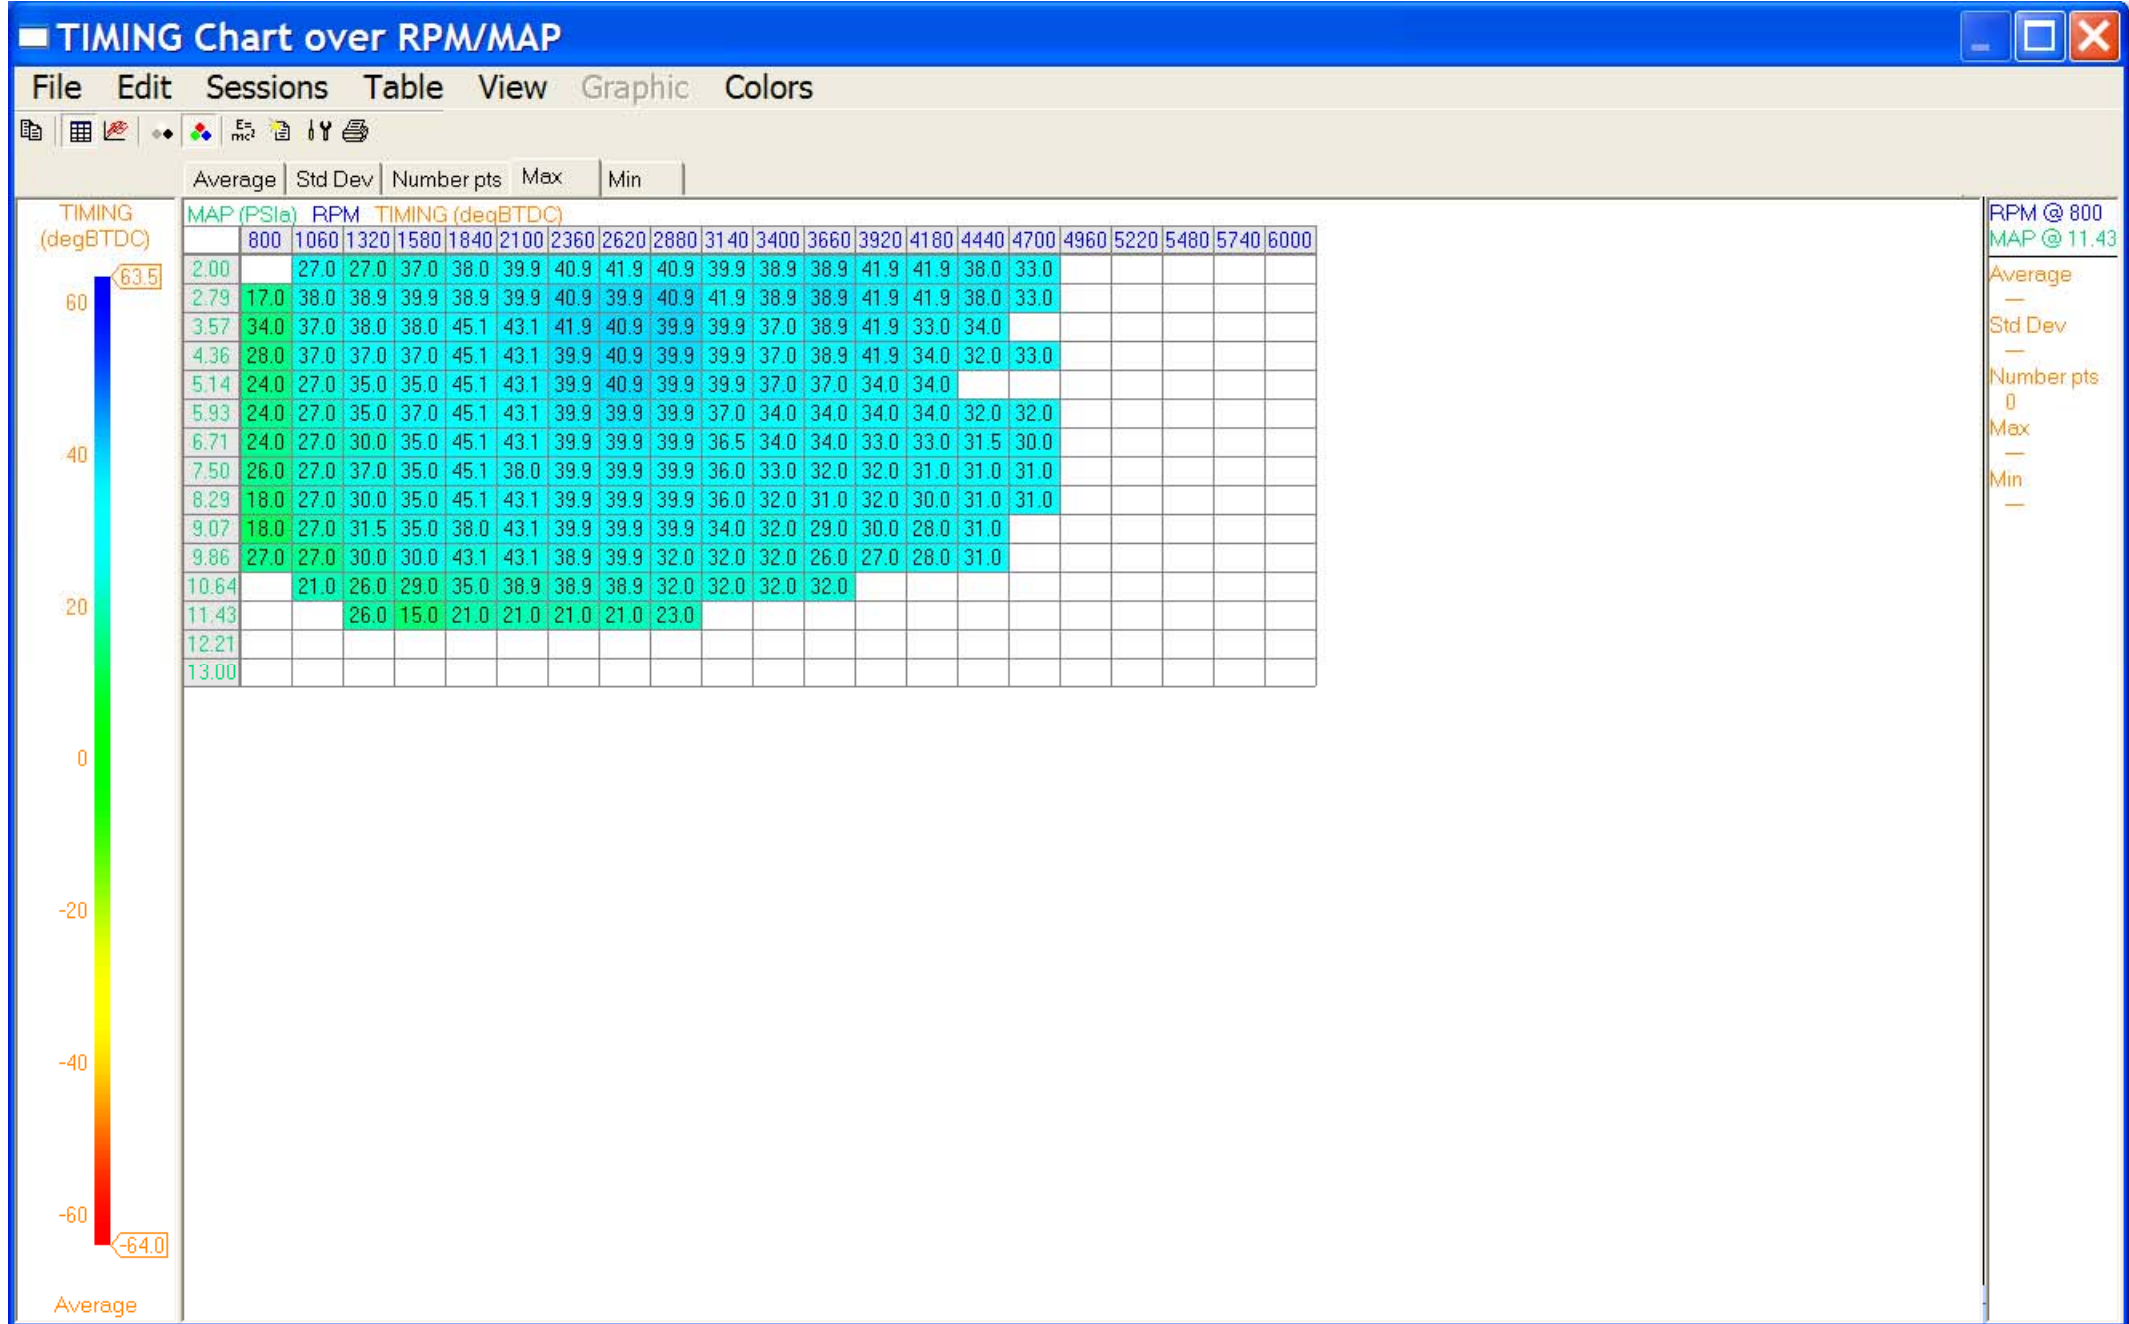 TIMING Chart over RPM/MAP
File Edit Sessions Table View Graphic Colors
E= mc²
Average Std Dev Number pts Max Min
TIMING
(degBTDC)
63.5
60
40
20
0
-20
-40
-60
-64.0
Average
MAP (PSIa) RPM TIMING (degBTDC)
800 1060 1320 1580 1840 2100 2360 2620 2880 3140 3400 3660 3920 4180 4440 4700 4960 5220 5480 5740 6000
2.00 27.0 27.0 37.0 38.0 39.9 40.9 41.9 40.9 39.9 38.9 38.9 41.9 41.9 38.0 33.0
2.79 17.0 38.0 38.9 39.9 38.9 39.9 40.9 39.9 40.9 41.9 38.9 38.9 41.9 41.9 38.0 33.0
3.57 34.0 37.0 38.0 38.0 45.1 43.1 41.9 40.9 39.9 39.9 37.0 38.9 41.9 33.0 34.0
4.36 28.0 37.0 37.0 37.0 45.1 43.1 39.9 40.9 39.9 39.9 37.0 38.9 41.9 34.0 32.0 33.0
5.14 24.0 27.0 35.0 35.0 45.1 43.1 39.9 40.9 39.9 39.9 37.0 37.0 34.0 34.0
5.93 24.0 27.0 35.0 37.0 45.1 43.1 39.9 39.9 39.9 37.0 34.0 34.0 34.0 34.0 32.0 32.0
6.71 24.0 27.0 30.0 35.0 45.1 43.1 39.9 39.9 39.9 36.5 34.0 34.0 33.0 33.0 31.5 30.0
7.50 26.0 27.0 37.0 35.0 45.1 38.0 39.9 39.9 39.9 36.0 33.0 32.0 32.0 31.0 31.0 31.0
8.29 18.0 27.0 30.0 35.0 45.1 43.1 39.9 39.9 39.9 36.0 32.0 31.0 32.0 30.0 31.0 31.0
9.07 18.0 27.0 31.5 35.0 38.0 43.1 39.9 39.9 39.9 34.0 32.0 29.0 30.0 28.0 31.0
9.86 27.0 27.0 30.0 30.0 43.1 43.1 38.9 39.9 32.0 32.0 32.0 26.0 27.0 28.0 31.0
10.64 21.0 26.0 29.0 35.0 38.9 38.9 38.9 32.0 32.0 32.0 32.0
11.43 26.0 15.0 21.0 21.0 21.0 21.0 23.0
12.21
13.00
RPM @ 800
MAP @ 11.43
Average
—
Std Dev
—
Number pts
0
Max
—
Min
—